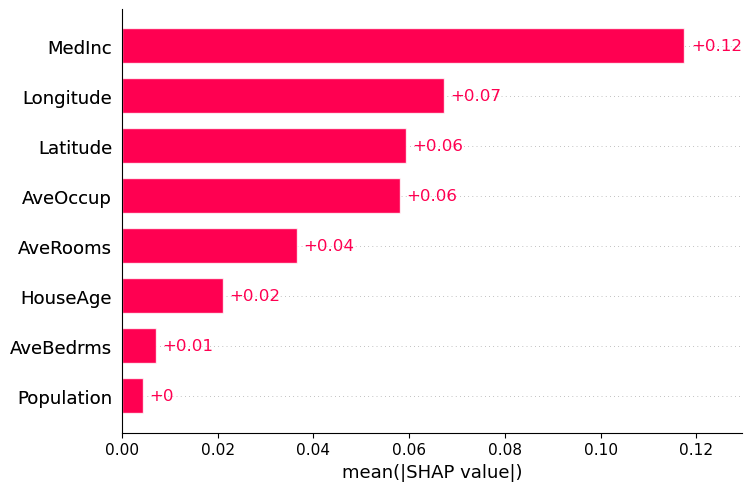 MedInc +0.12
Longitude +0.07
Latitude +0.06
AveOccup +0.06
AveRooms +0.04
HouseAge +0.02
AveBedrms +0.01
Population +0
0.00 0.02 0.04 0.06 0.08 0.10 0.12
mean(|SHAP value|)